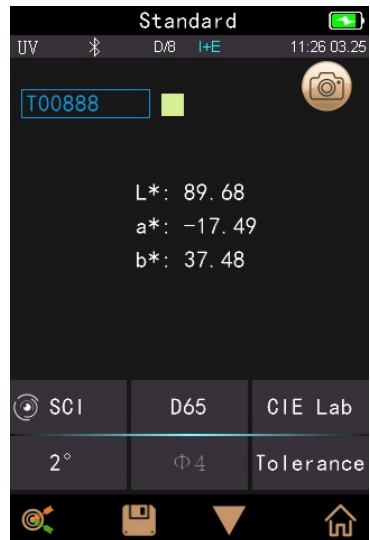 Standard
UV D/8 I+E 11:26 03.25
T00888
L*: 89.68
a*: -17.49
b*: 37.48
SCI D65 CIE Lab
2° Φ4 Tolerance